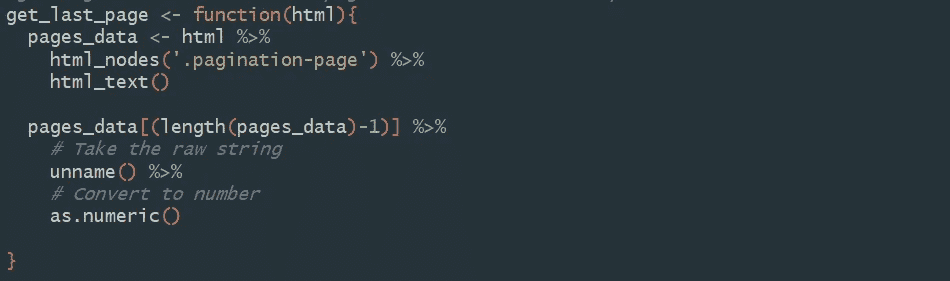 get_last_page <- function(html){
  pages_data <- html %>%
    html_nodes('.pagination-page') %>%
    html_text()

  pages_data[(length(pages_data)-1)] %>%
    # Take the raw string
    unname() %>%
    # Convert to number
    as.numeric()

}